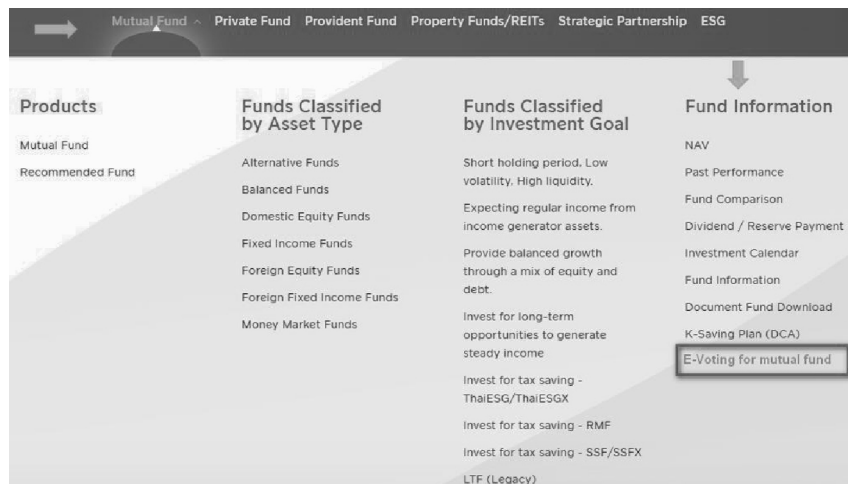 Mutual Fund Private Fund Provident Fund Property Funds/REITs Strategic Partnership ESG
Products
Mutual Fund
Recommended Fund
Funds Classified
by Asset Type
Alternative Funds
Balanced Funds
Domestic Equity Funds
Fixed Income Funds
Foreign Equity Funds
Foreign Fixed Income Funds
Money Market Funds
Funds Classified
by Investment Goal
Short holding period. Low
volatility. High liquidity.
Expecting regular income from
income generator assets.
Provide balanced growth
through a mix of equity and
debt.
Invest for long-term
opportunities to generate
steady income
Invest for tax saving -
ThaiESG/ThaiESGX
Invest for tax saving - RMF
Invest for tax saving - SSF/SSFX
LTF (Legacy)
Fund Information
NAV
Past Performance
Fund Comparison
Dividend / Reserve Payment
Investment Calendar
Fund Information
Document Fund Download
K-Saving Plan (DCA)
E-Voting for mutual fund